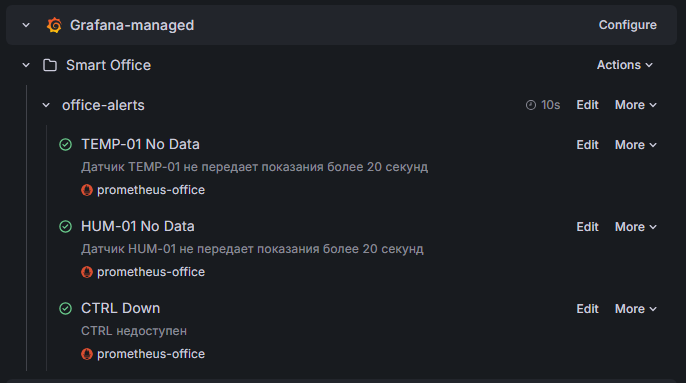 Grafana-managed Configure
Smart Office Actions
office-alerts 10s Edit More
TEMP-01 No Data Edit More
Датчик TEMP-01 не передает показания более 20 секунд
prometheus-office
HUM-01 No Data Edit More
Датчик HUM-01 не передает показания более 20 секунд
prometheus-office
CTRL Down Edit More
CTRL недоступен
prometheus-office